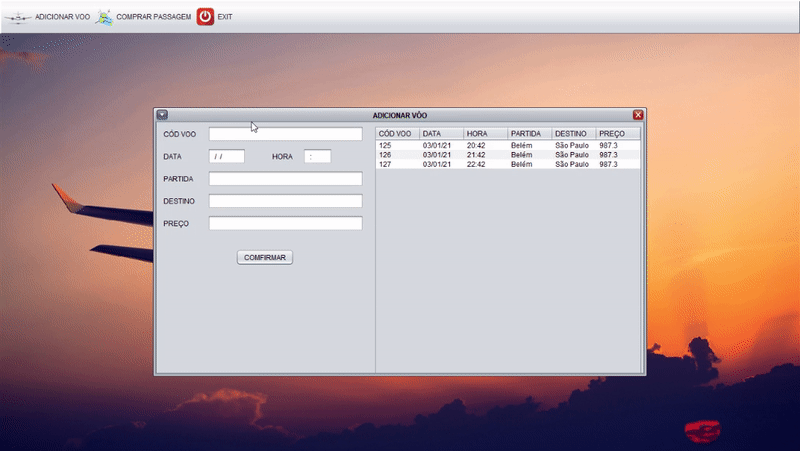 ADICIONAR VOO COMPRAR PASSAGEM EXIT
ADICIONAR VÔO
CÓD VOO
DATA / / HORA :
PARTIDA
DESTINO
PREÇO
COMFIRMAR
CÓD VOO DATA HORA PARTIDA DESTINO PREÇO
125 03/01/21 20:42 Belém São Paulo 987.3
126 03/01/21 21:42 Belém São Paulo 987.3
127 03/01/21 22:42 Belém São Paulo 987.3